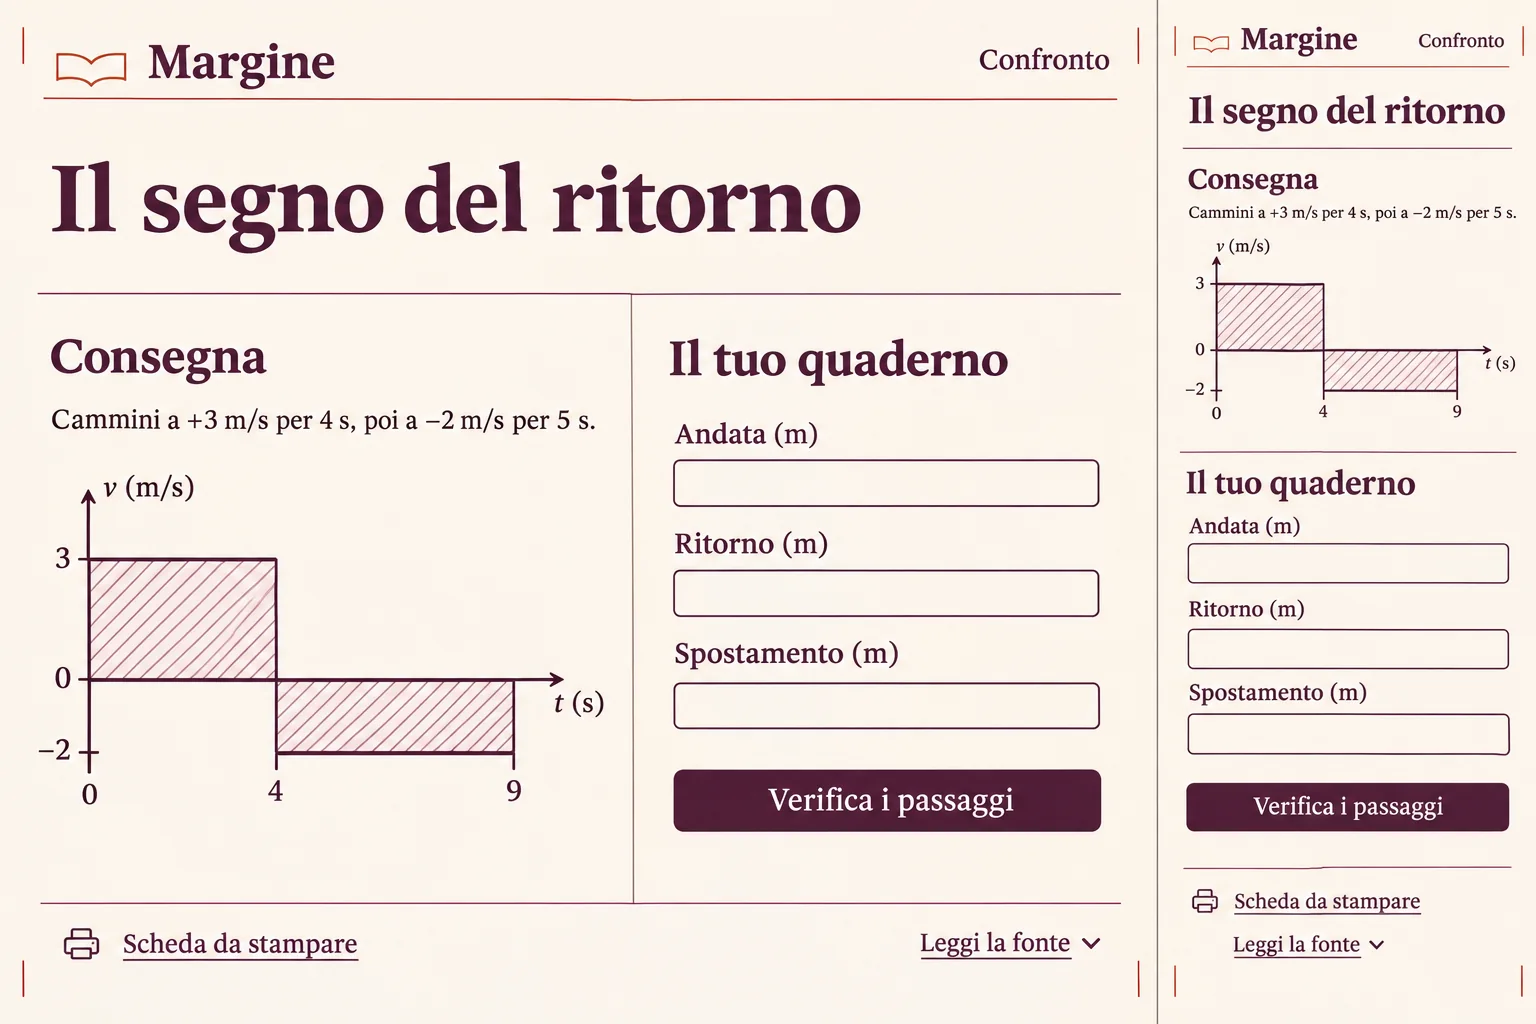 Margine
Confronto
Il segno del ritorno
Consegna
Cammini a +3 m/s per 4 s, poi a −2 m/s per 5 s.
v (m/s)
3
0
t (s)
−2
0
4
9
Il tuo quaderno
Andata (m)
Ritorno (m)
Spostamento (m)
Verifica i passaggi
Scheda da stampare
Leggi la fonte
Margine
Confronto
Il segno del ritorno
Consegna
Cammini a +3 m/s per 4 s, poi a −2 m/s per 5 s.
v (m/s)
3
0
t (s)
−2
0
4
9
Il tuo quaderno
Andata (m)
Ritorno (m)
Spostamento (m)
Verifica i passaggi
Scheda da stampare
Leggi la fonte